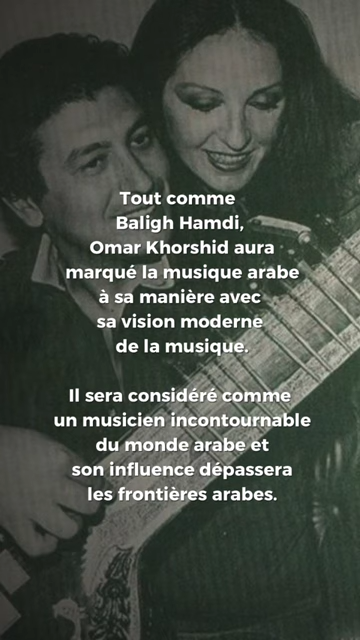 Tout comme
Baligh Hamdi,
Omar Khorshid aura
marqué la musique arabe
à sa manière avec
sa vision moderne
de la musique.
Il sera considéré comme
un musicien incontournable
du monde arabe et
son influence dépassera
les frontières arabes.